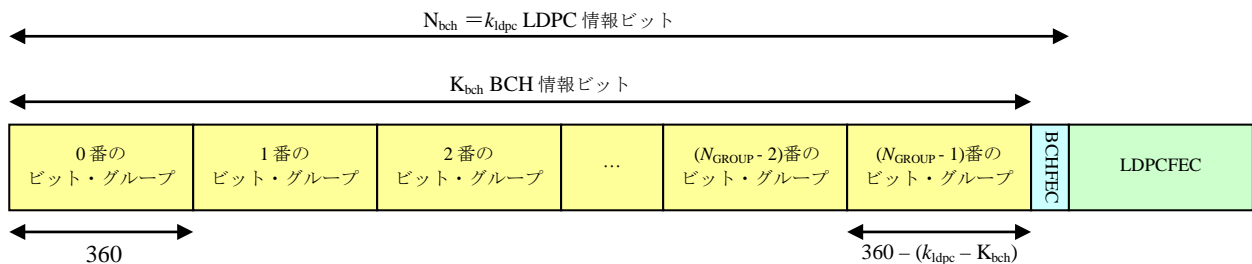 N_bch =k_ldpc LDPC 情報ビット
K_bch BCH 情報ビット
0 番の
ビット・グループ
1 番の
ビット・グループ
2 番の
ビット・グループ
…
(N_GROUP - 2)番の
ビット・グループ
(N_GROUP - 1)番の
ビット・グループ
BCHFEC
LDPCFEC
360
360 – (k_ldpc – K_bch)